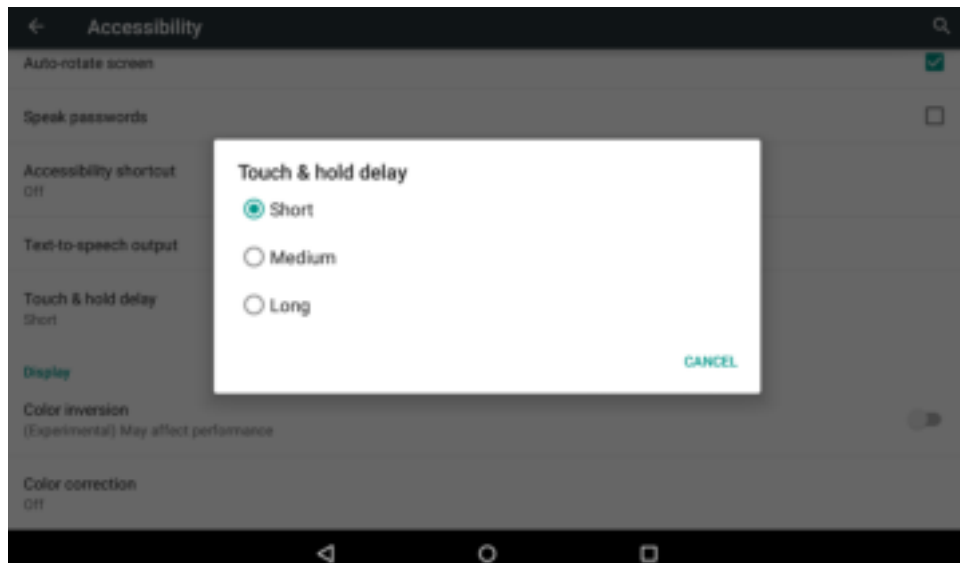 Accessibility
Auto-rotate screen
Speak passwords
Accessibility shortcut
Off
Text-to-speech output
Touch & hold delay
Short
Display
Color inversion
(Experimental) May affect performance
Color correction
Off
Touch & hold delay
Short
Medium
Long
CANCEL